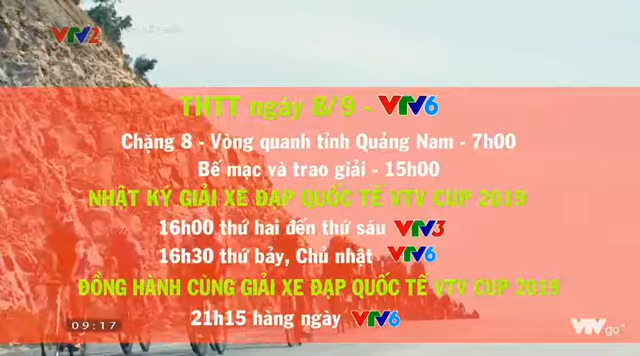 VTV2
THTT ngày 8/9 - VTV6
Chặng 8 - Vòng quanh tỉnh Quảng Nam - 7h00
Bế mạc và trao giải - 15h00
NHẬT KÝ GIẢI XE ĐẠP QUỐC TẾ VTV CUP 2019
16h00 thứ hai đến thứ sáu VTV3
16h30 thứ bảy, Chủ nhật VTV6
ĐỒNG HÀNH CÙNG GIẢI XE ĐẠP QUỐC TẾ VTV CUP 2019
21h15 hàng ngày VTV6
09:17
VTVgo